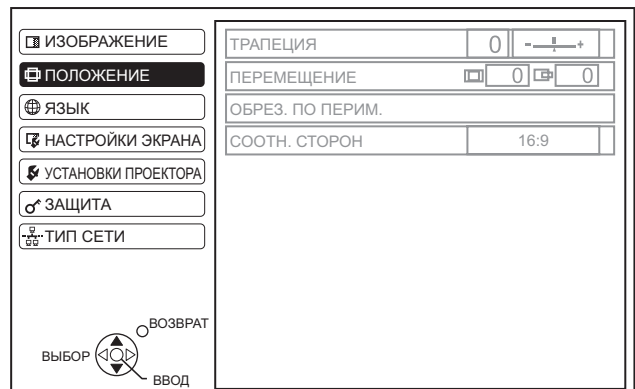 ИЗОБРАЖЕНИЕ
ПОЛОЖЕНИЕ
ЯЗЫК
НАСТРОЙКИ ЭКРАНА
УСТАНОВКИ ПРОЕКТОРА
ЗАЩИТА
ТИП СЕТИ
ТРАПЕЦИЯ 0 - +
ПЕРЕМЕЩЕНИЕ 0 0
ОБРЕЗ. ПО ПЕРИМ.
СООТН. СТОРОН 16:9
ВОЗВРАТ
ВЫБОР
ВВОД